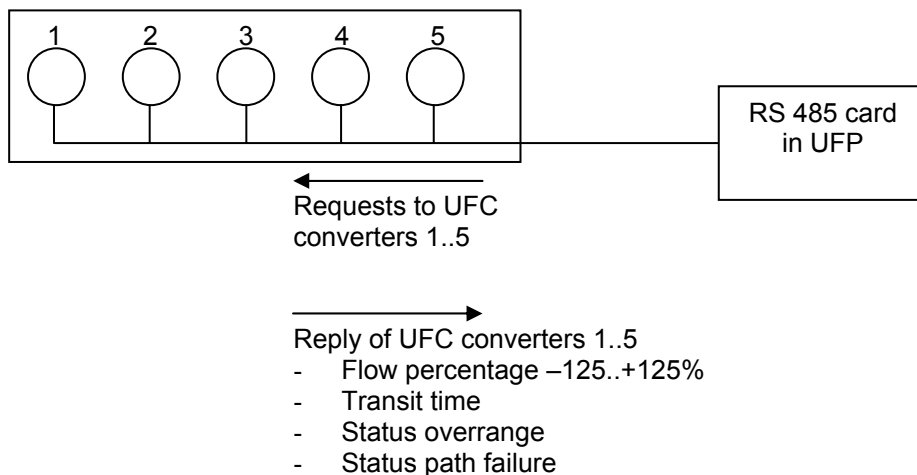 1 2 3 4 5
RS 485 card
in UFP
Requests to UFC
converters 1..5
Reply of UFC converters 1..5
- Flow percentage –125..+125%
- Transit time
- Status overrange
- Status path failure